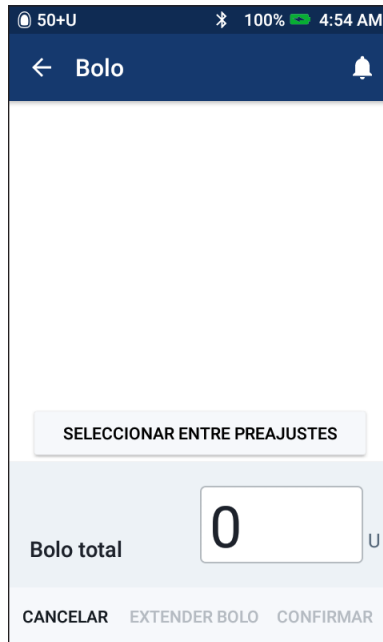 50+U 100% 4:54 AM
Bolo
SELECCIONAR ENTRE PREAJUSTES
Bolo total 0 U
CANCELAR EXTENDER BOLO CONFIRMAR